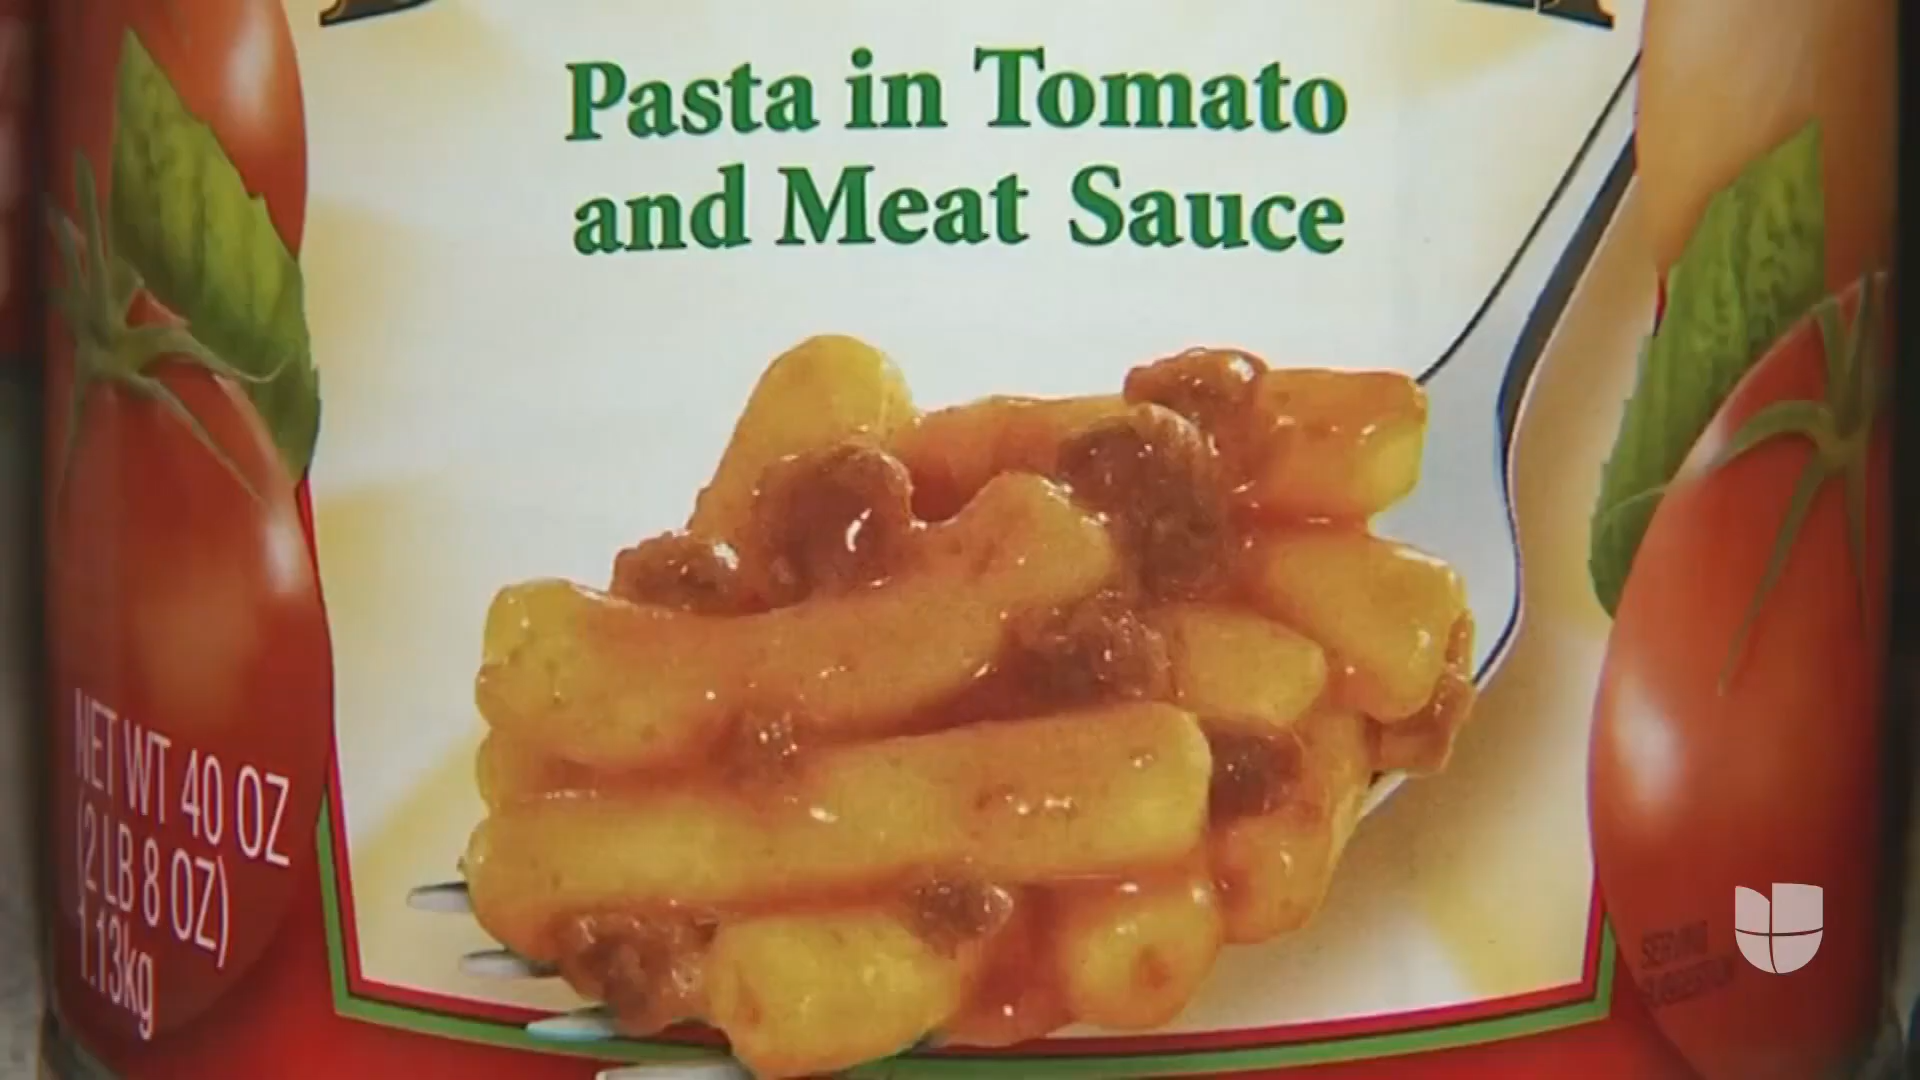 Pasta in Tomato
and Meat Sauce
NET WT 40 OZ
(2 LB 8 OZ)
1.13kg